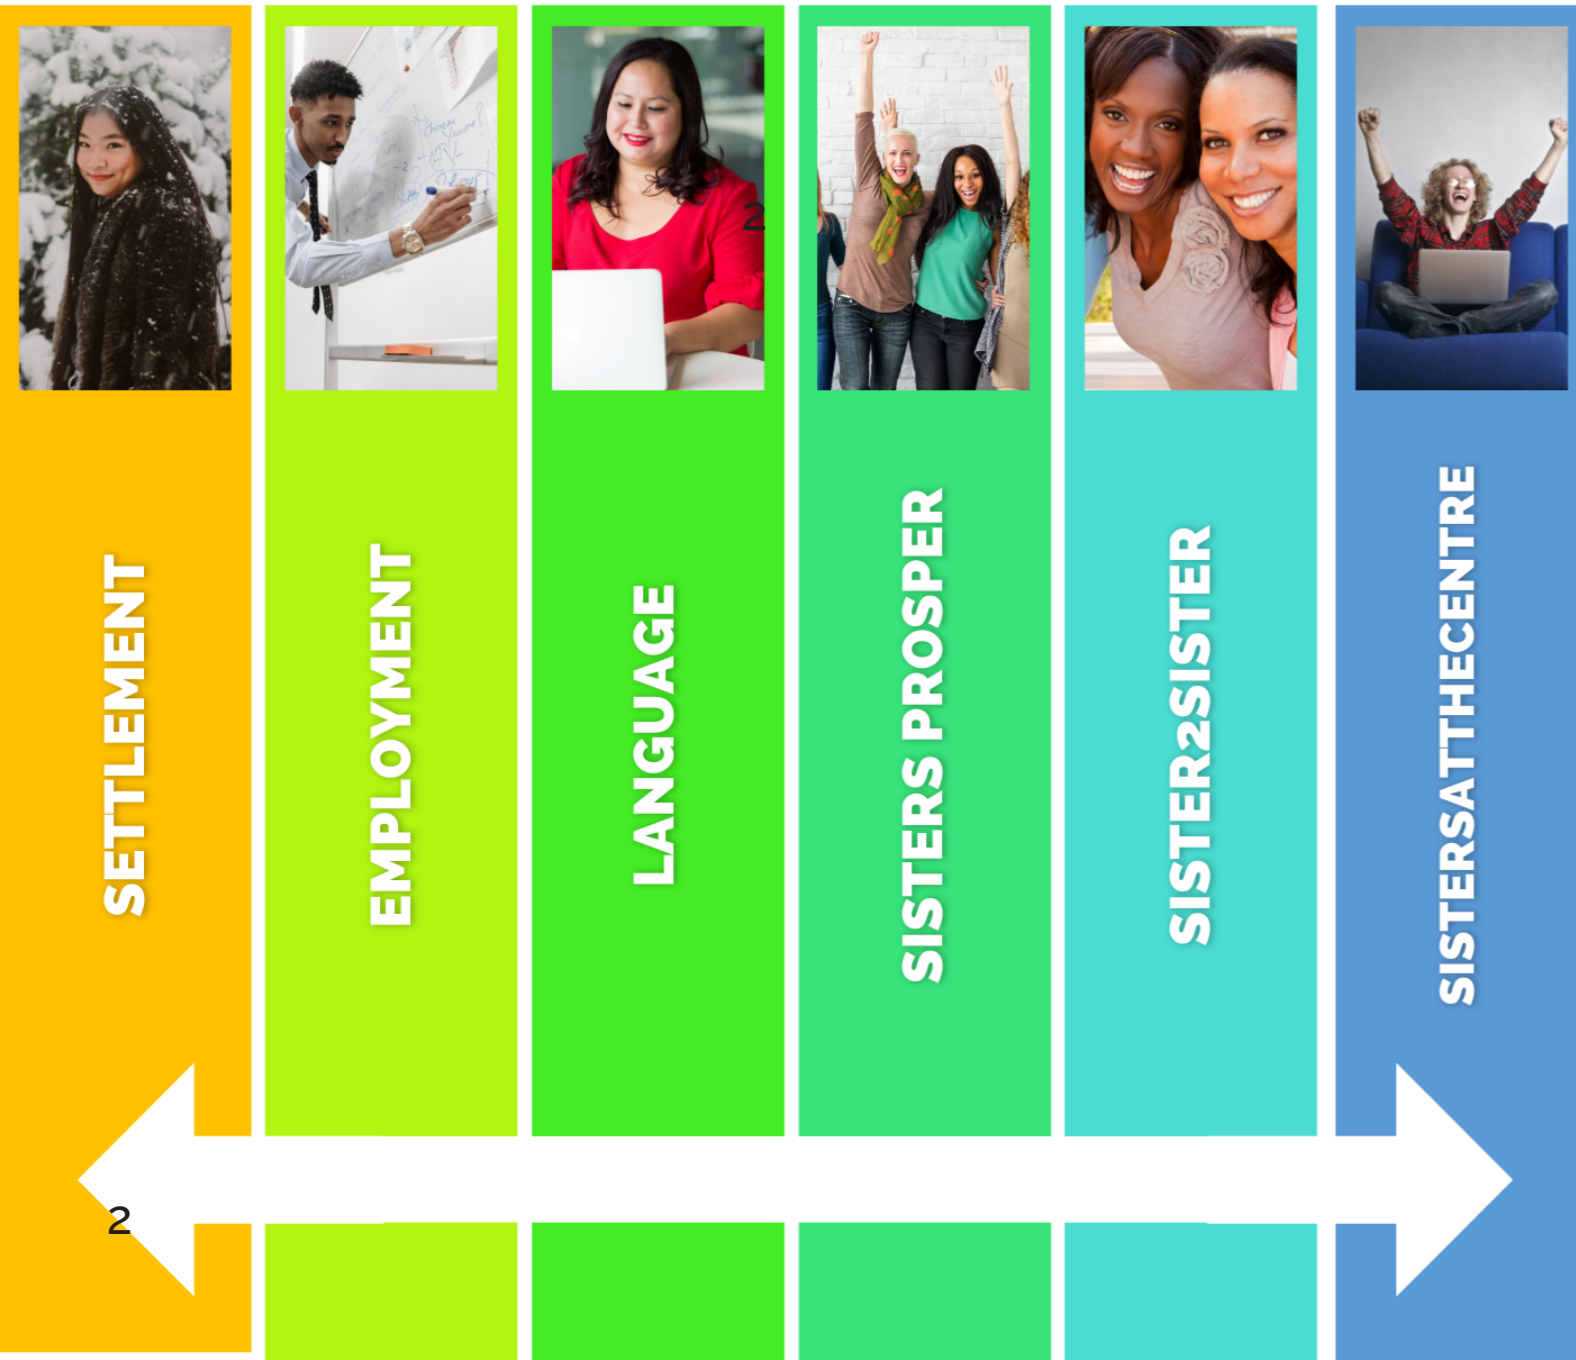 2
SETTLEMENT
EMPLOYMENT
LANGUAGE
SISTERS PROSPER
SISTER2SISTER
SISTERSATTHECENTRE
2